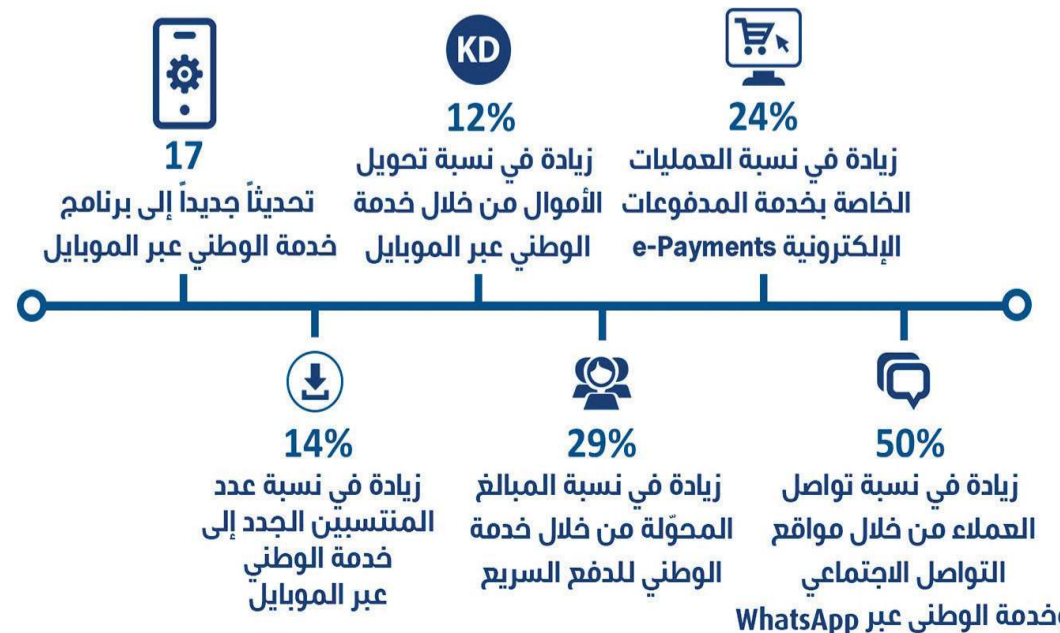 KD
24%
زيادة في نسبة العمليات
الخاصة بخدمة المدفوعات
الإلكترونية e-Payments
12%
زيادة في نسبة تحويل
الأموال من خلال خدمة
الوطني عبر الموبايل
17
تحديثاً جديداً إلى برنامج
خدمة الوطني عبر الموبايل
50%
زيادة في نسبة تواصل
العملاء من خلال مواقع
التواصل الاجتماعي
وخدمة الوطني عبر WhatsApp
29%
زيادة في نسبة المبالغ
المحوّلة من خلال خدمة
الوطني للدفع السريع
14%
زيادة في نسبة عدد
المنتسبين الجدد إلى
خدمة الوطني
عبر الموبايل